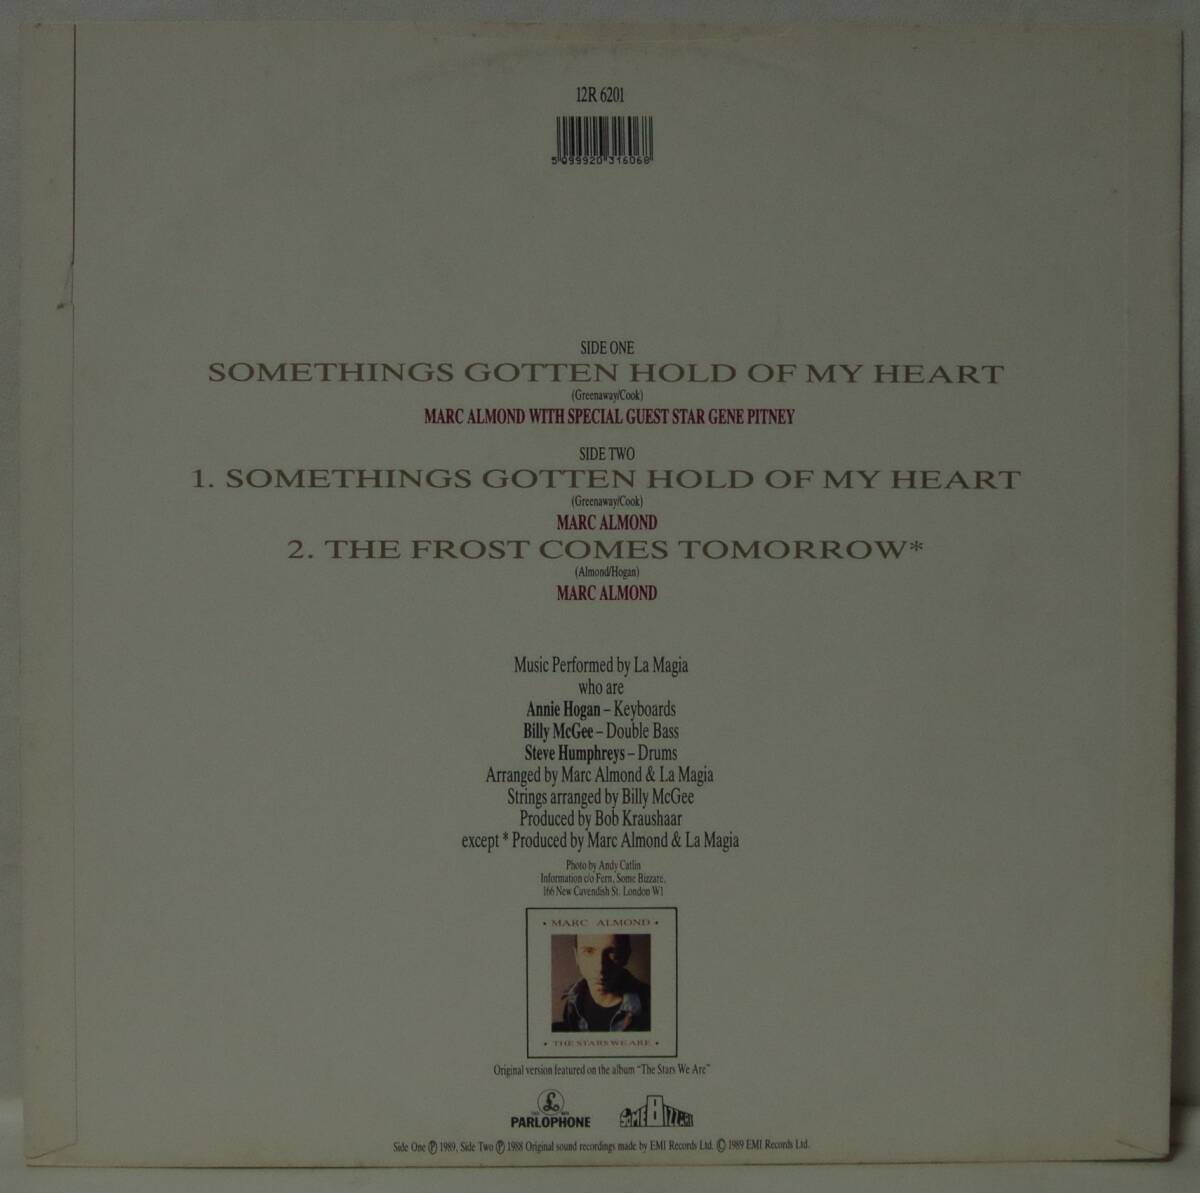 12R 6201
5 099920 316068
SIDE ONE
SOMETHINGS GOTTEN HOLD OF MY HEART
(Greenaway/Cook)
MARC ALMOND WITH SPECIAL GUEST STAR GENE PITNEY
SIDE TWO
1. SOMETHINGS GOTTEN HOLD OF MY HEART
(Greenaway/Cook)
MARC ALMOND
2. THE FROST COMES TOMORROW*
(Almond/Hogan)
MARC ALMOND
Music Performed by La Magia
who are
Annie Hogan – Keyboards
Billy McGee – Double Bass
Steve Humphreys – Drums
Arranged by Marc Almond & La Magia
Strings arranged by Billy McGee
Produced by Bob Kraushaar
except * Produced by Marc Almond & La Magia
Photo by Andy Catlin
Information c/o Fern, Some Bizzare,
166 New Cavendish St. London W1
• MARC ALMOND •
• THE STARS WE ARE •
Original version featured on the album "The Stars We Are"
PARLOPHONE
SOME BIZZARE
Side One ℗ 1989, Side Two ℗ 1988 Original sound recordings made by EMI Records Ltd. © 1989 EMI Records Ltd.